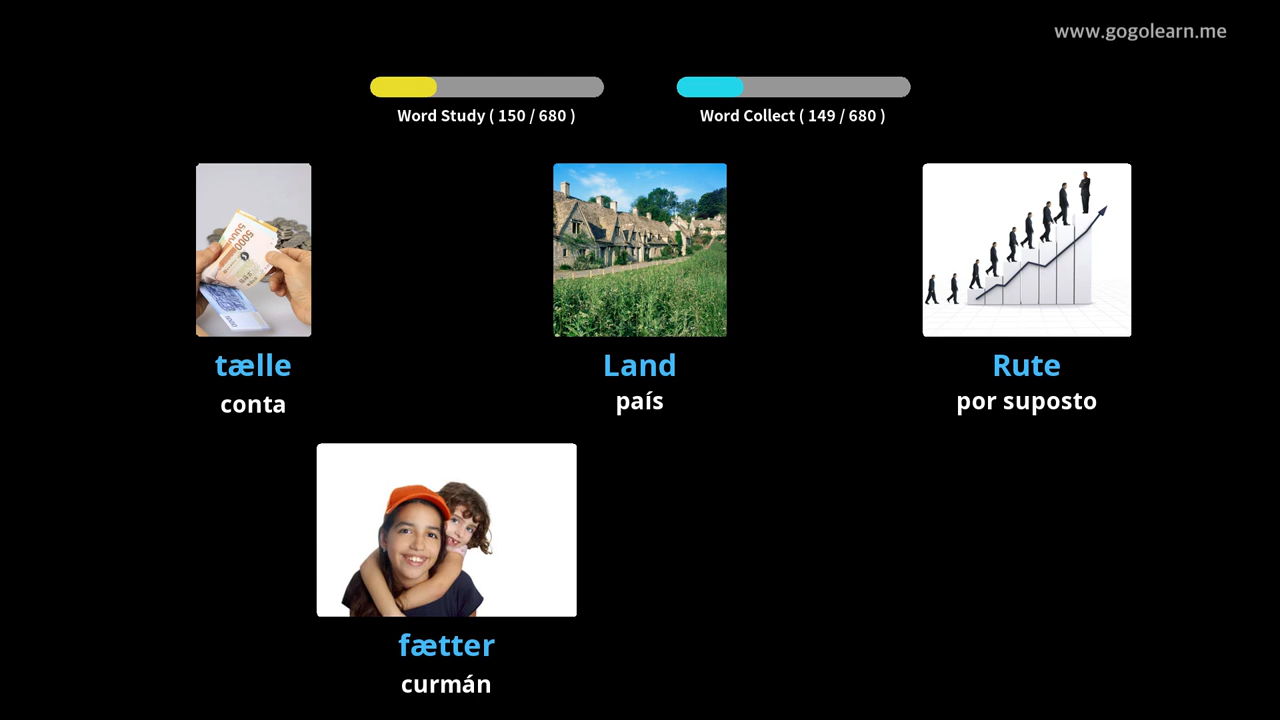 www.gogolearn.me
Word Study ( 150 / 680 )
Word Collect ( 149 / 680 )
tælle
conta
Land
país
Rute
por suposto
fætter
curmán